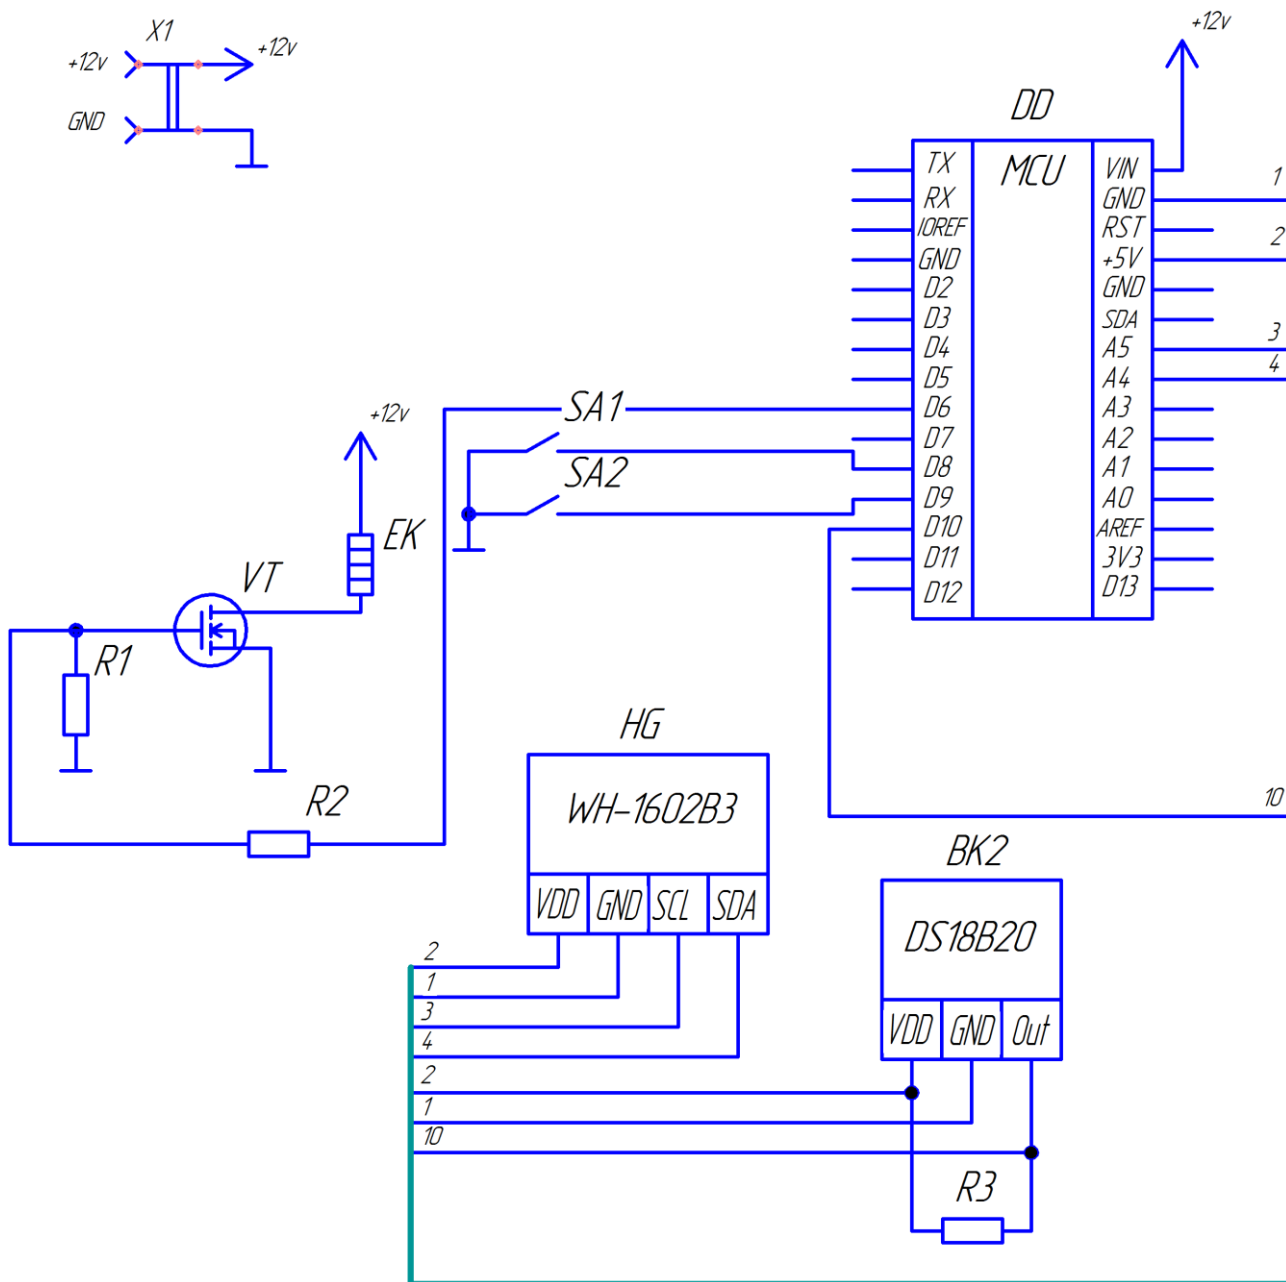 X1
+12v
+12v
GND
+12v
DD
MCU
TX
RX
IOREF
GND
D2
D3
D4
D5
D6
D7
D8
D9
D10
D11
D12
VIN
GND
RST
+5V
GND
SDA
A5
A4
A3
A2
A1
A0
AREF
3V3
D13
1
2
3
4
SA1
SA2
+12v
EK
VT
R1
R2
HG
WH-1602B3
VDD GND SCL SDA
10
BK2
DS18B20
VDD GND Out
2
1
3
4
2
1
10
R3